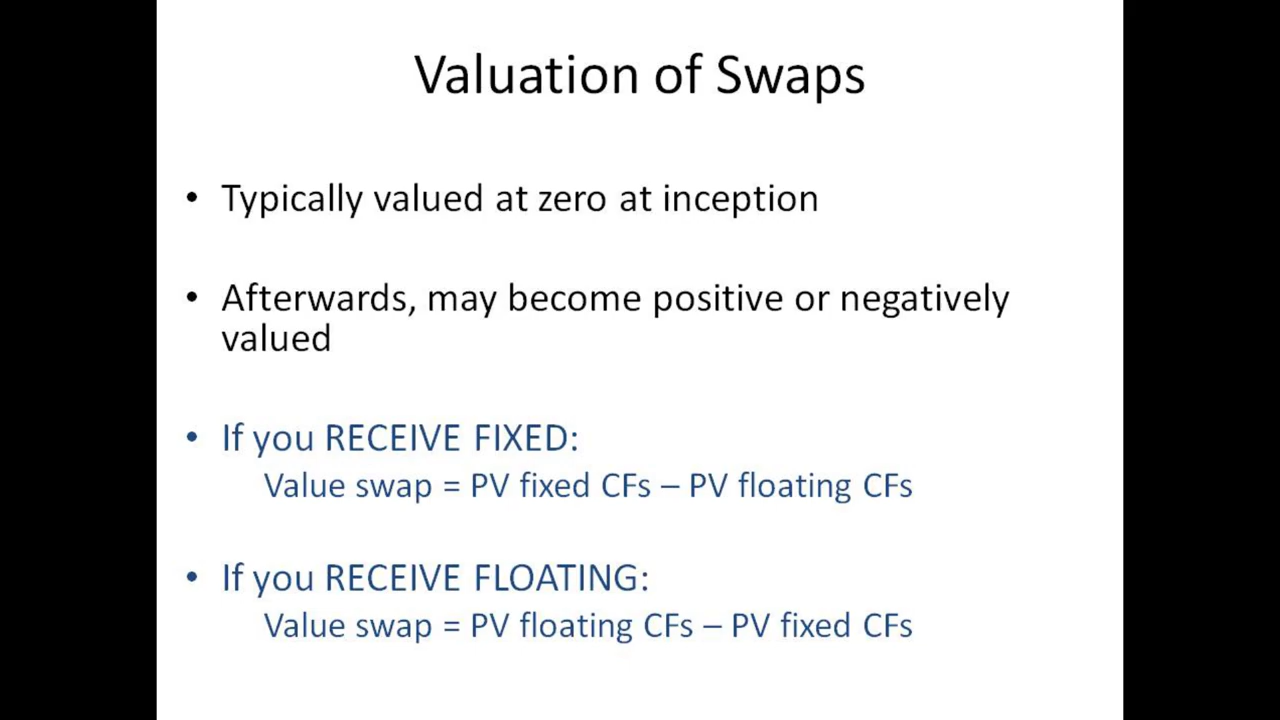 Valuation of Swaps
• Typically valued at zero at inception
• Afterwards, may become positive or negatively
valued
• If you RECEIVE FIXED:
Value swap = PV fixed CFs – PV floating CFs
• If you RECEIVE FLOATING:
Value swap = PV floating CFs – PV fixed CFs